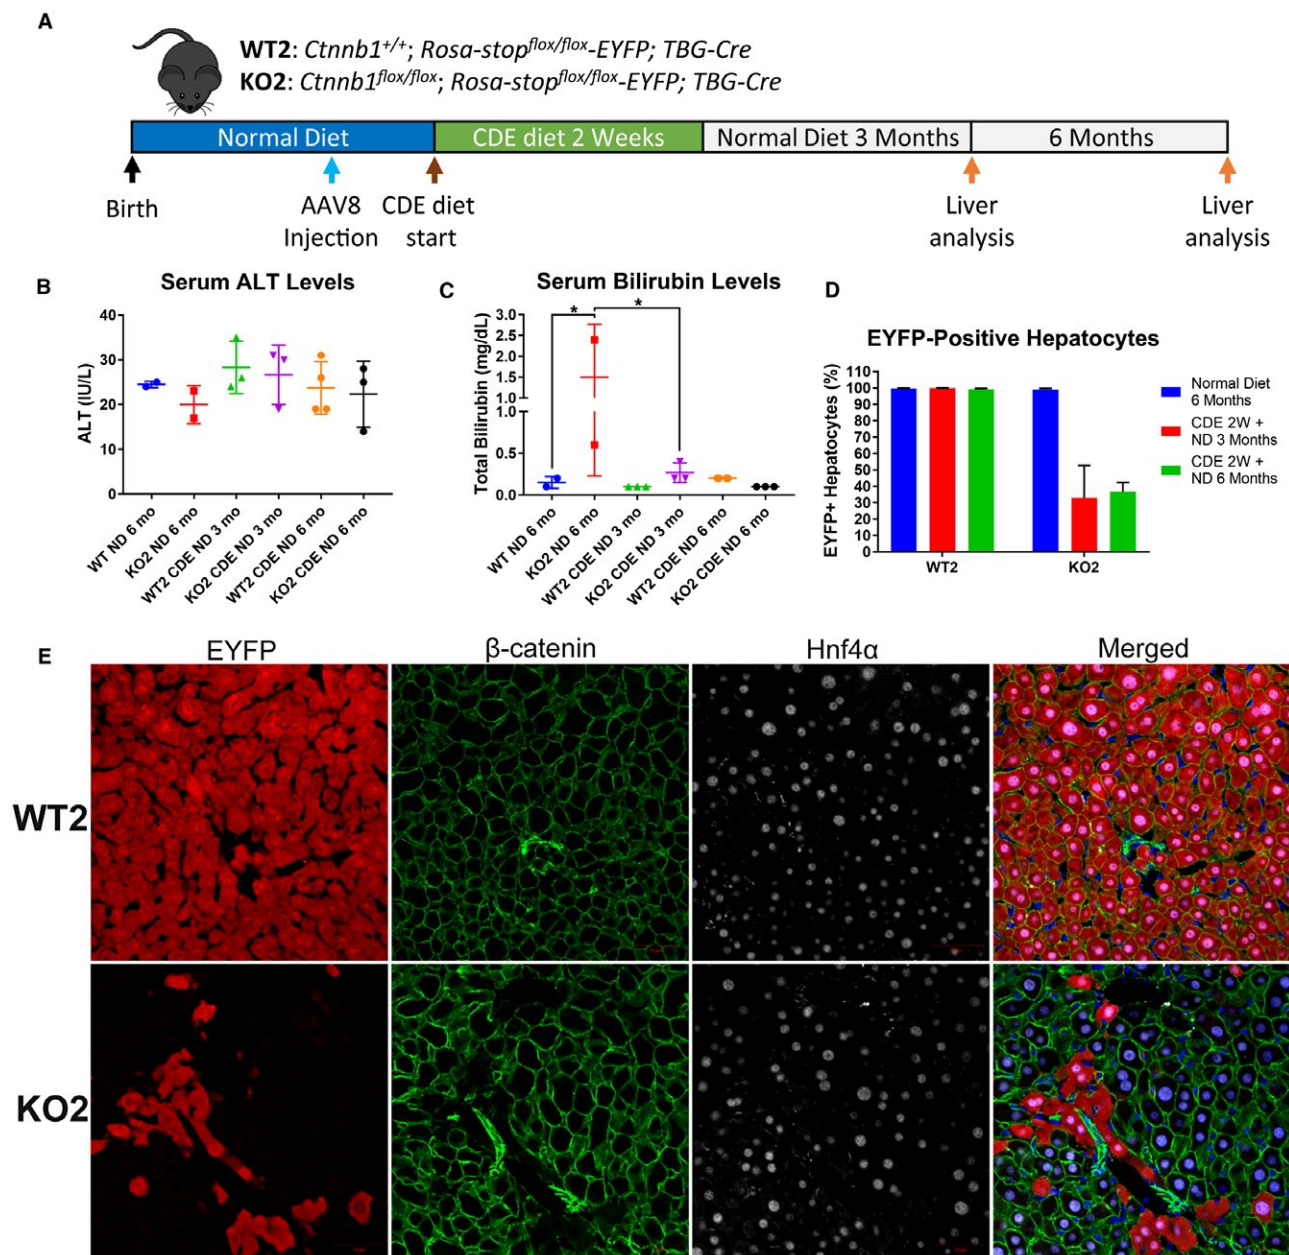 A
WT2: Ctnnb1+/+; Rosa-stopflox/flox-EYFP; TBG-Cre
KO2: Ctnnb1flox/flox; Rosa-stopflox/flox-EYFP; TBG-Cre
Normal Diet
CDE diet 2 Weeks
Normal Diet 3 Months
6 Months
Birth
AAV8
Injection
CDE diet
start
Liver
analysis
Liver
analysis
B
Serum ALT Levels
ALT (IU/L)
40
30
20
10
0
WT ND 6 mo
KO2 ND 6 mo
WT2 CDE ND 3 mo
KO2 CDE ND 3 mo
WT2 CDE ND 6 mo
KO2 CDE ND 6 mo
C
Serum Bilirubin Levels
Total Bilirubin (mg/dL)
3.0
2.5
2.0
1.5
1.0
0.5
0.0
*
*
WT ND 6 mo
KO2 ND 6 mo
WT2 CDE ND 3 mo
KO2 CDE ND 3 mo
WT2 CDE ND 6 mo
KO2 CDE ND 6 mo
D
EYFP-Positive Hepatocytes
EYFP+ Hepatocytes (%)
110
100
90
80
70
60
50
40
30
20
10
0
WT2
KO2
Normal Diet
6 Months
CDE 2W +
ND 3 Months
CDE 2W +
ND 6 Months
E
EYFP
β-catenin
Hnf4α
Merged
WT2
KO2